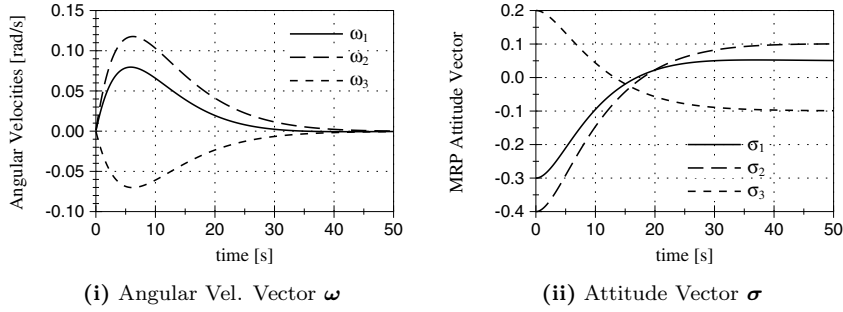 Angular Velocities [rad/s]
0.15
0.10
0.05
0.00
-0.05
-0.10
0 10 20 30 40 50
time [s]
ω1
ω2
ω3
(i) Angular Vel. Vector ω
MRP Attitude Vector
0.2
0.1
0.0
-0.1
-0.2
-0.3
-0.4
0 10 20 30 40 50
time [s]
σ1
σ2
σ3
(ii) Attitude Vector σ